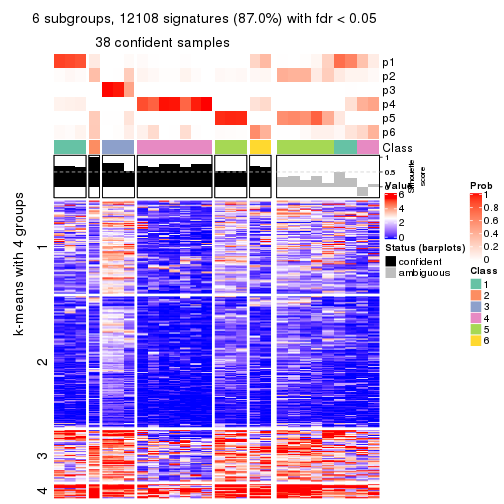 6 subgroups, 12108 signatures (87.0%) with fdr < 0.05
38 confident samples
p1
p2
p3
p4
p5
p6
Class
1
0.5
0
Silhouette
score
k-means with 4 groups
1
2
3
4
Value
6
4
2
0
Status (barplots)
confident
ambiguous
Prob
1
0.8
0.6
0.4
0.2
0
Class
1
2
3
4
5
6